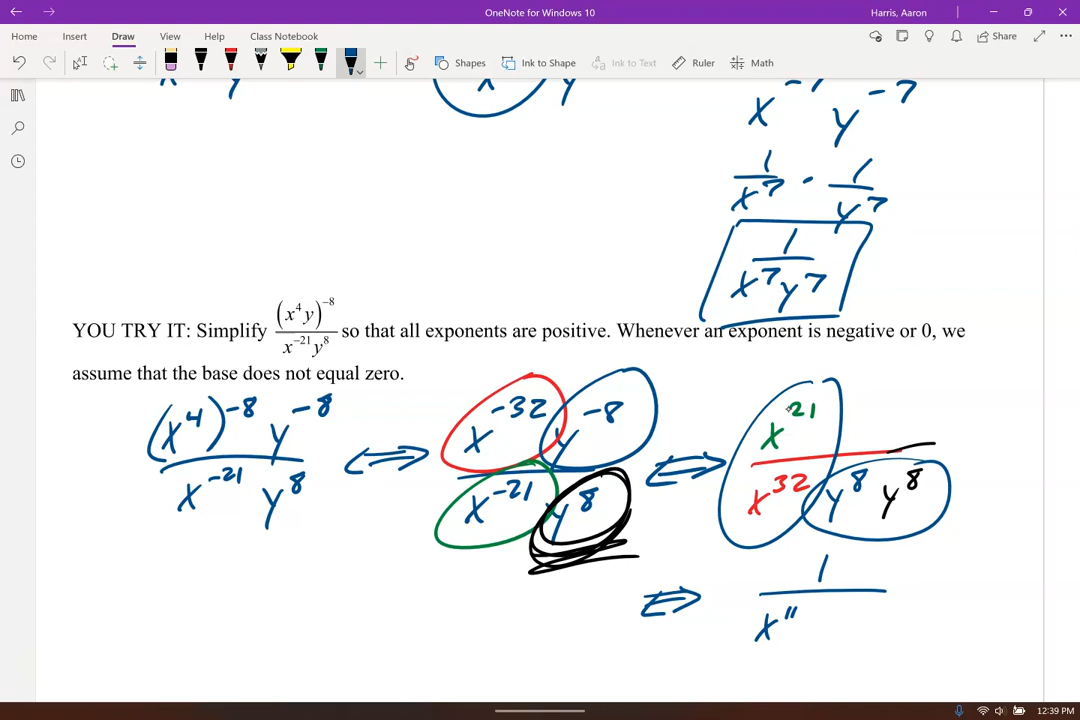 OneNote for Windows 10
Harris, Aaron
Home Insert Draw View Help Class Notebook
Shapes Ink to Shape Ink to Text Ruler Math
Share
x y
x y
x⁻⁷ y⁻⁷
1/x⁷ · 1/y⁷
1/(x⁷y⁷)
YOU TRY IT: Simplify (x⁴y)⁻⁸/(x⁻²¹y⁸) so that all exponents are positive. Whenever an exponent is negative or 0, we
assume that the base does not equal zero.
(x⁴)⁻⁸ y⁻⁸/(x⁻²¹ y⁸) ⇔ x⁻³² y⁻⁸/(x⁻²¹ y⁸) ⇔ x²¹/(x³² y⁸ y⁸)
⇔ 1/x¹¹
12:39 PM